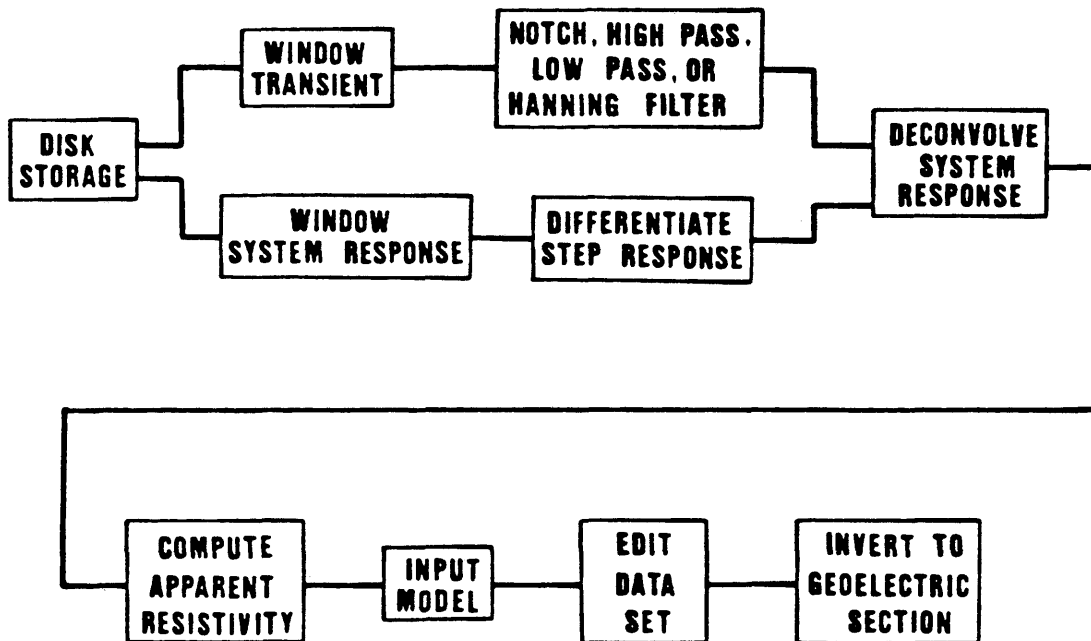 DISK
STORAGE
WINDOW
TRANSIENT
NOTCH, HIGH PASS,
LOW PASS, OR
HANNING FILTER
WINDOW
SYSTEM RESPONSE
DIFFERENTIATE
STEP RESPONSE
DECONVOLVE
SYSTEM
RESPONSE
COMPUTE
APPARENT
RESISTIVITY
INPUT
MODEL
EDIT
DATA
SET
INVERT TO
GEOELECTRIC
SECTION